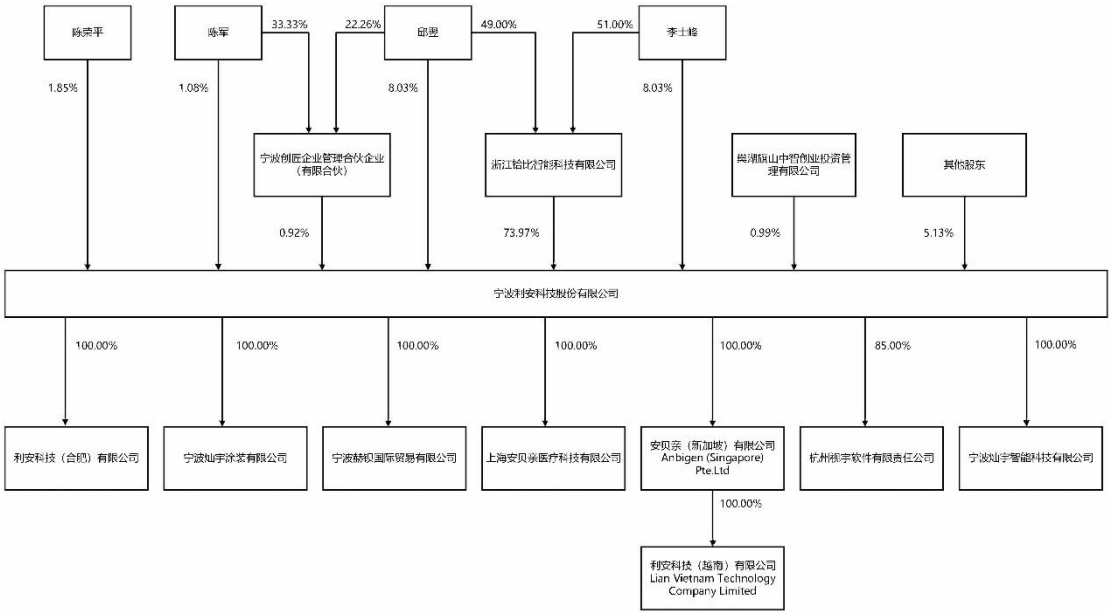 陈荣平
陈军
33.33%
22.26%
邱翌
49.00%
51.00%
李士峰
1.85%
1.08%
8.03%
8.03%
宁波创匠企业管理合伙企业
（有限合伙）
浙江铪比智能科技有限公司
巢湖旗山中智创业投资管
理有限公司
其他股东
0.92%
73.97%
0.99%
5.13%
宁波利安科技股份有限公司
100.00%
100.00%
100.00%
100.00%
100.00%
85.00%
100.00%
利安科技（合肥）有限公司
宁波灿宇涂装有限公司
宁波赫钡国际贸易有限公司
上海安贝亲医疗科技有限公司
安贝亲（新加坡）有限公司
Anbigen (Singapore)
Pte.Ltd
杭州视宇软件有限责任公司
宁波灿宇智能科技有限公司
100.00%
利安科技（越南）有限公司
Lian Vietnam Technology
Company Limited